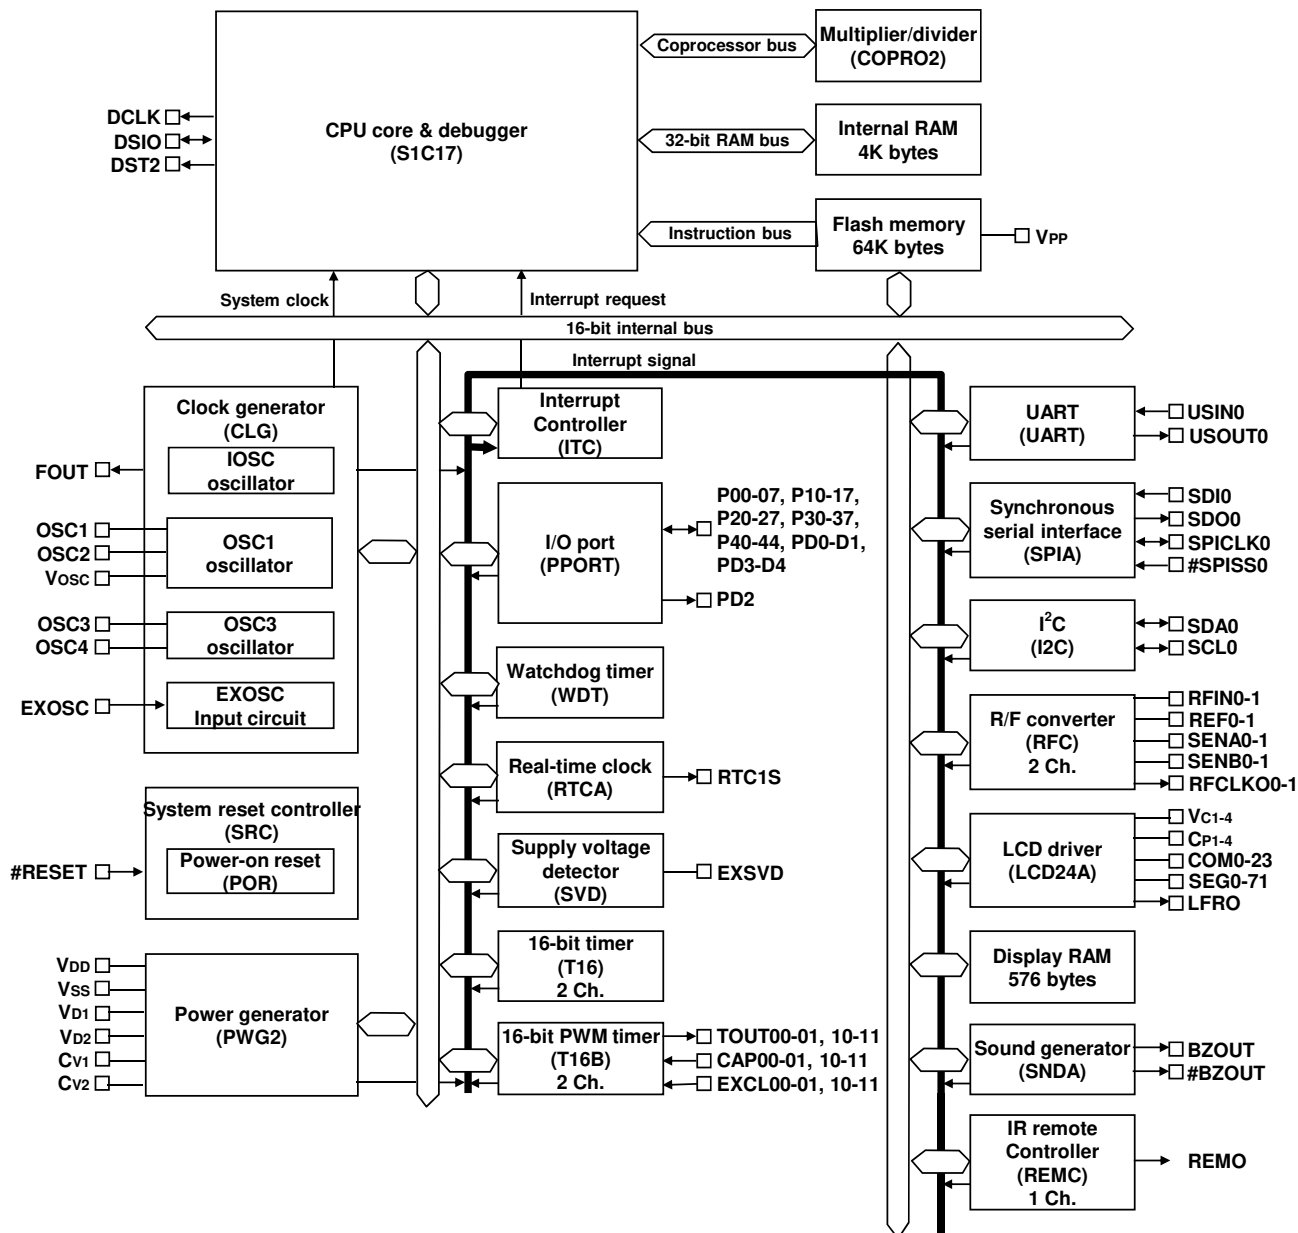 CPU core & debugger
(S1C17)
DCLK
DSIO
DST2
Coprocessor bus
Multiplier/divider
(COPRO2)
32-bit RAM bus
Internal RAM
4K bytes
Instruction bus
Flash memory
64K bytes
VPP
System clock
Interrupt request
16-bit internal bus
Interrupt signal
Clock generator
(CLG)
IOSC
oscillator
FOUT
OSC1
OSC2
VOSC
OSC1
oscillator
OSC3
OSC4
OSC3
oscillator
EXOSC
EXOSC
Input circuit
System reset controller
(SRC)
#RESET
Power-on reset
(POR)
VDD
VSS
VD1
VD2
CV1
CV2
Power generator
(PWG2)
Interrupt
Controller
(ITC)
I/O port
(PPORT)
P00-07, P10-17,
P20-27, P30-37,
P40-44, PD0-D1,
PD3-D4
PD2
Watchdog timer
(WDT)
Real-time clock
(RTCA)
RTC1S
Supply voltage
detector
(SVD)
EXSVD
16-bit timer
(T16)
2 Ch.
16-bit PWM timer
(T16B)
2 Ch.
TOUT00-01, 10-11
CAP00-01, 10-11
EXCL00-01, 10-11
UART
(UART)
USIN0
USOUT0
Synchronous
serial interface
(SPIA)
SDI0
SDO0
SPICLK0
#SPISS0
I2C
(I2C)
SDA0
SCL0
R/F converter
(RFC)
2 Ch.
RFIN0-1
REF0-1
SENA0-1
SENB0-1
RFCLKO0-1
LCD driver
(LCD24A)
VC1-4
CP1-4
COM0-23
SEG0-71
LFRO
Display RAM
576 bytes
Sound generator
(SNDA)
BZOUT
#BZOUT
IR remote
Controller
(REMC)
1 Ch.
REMO